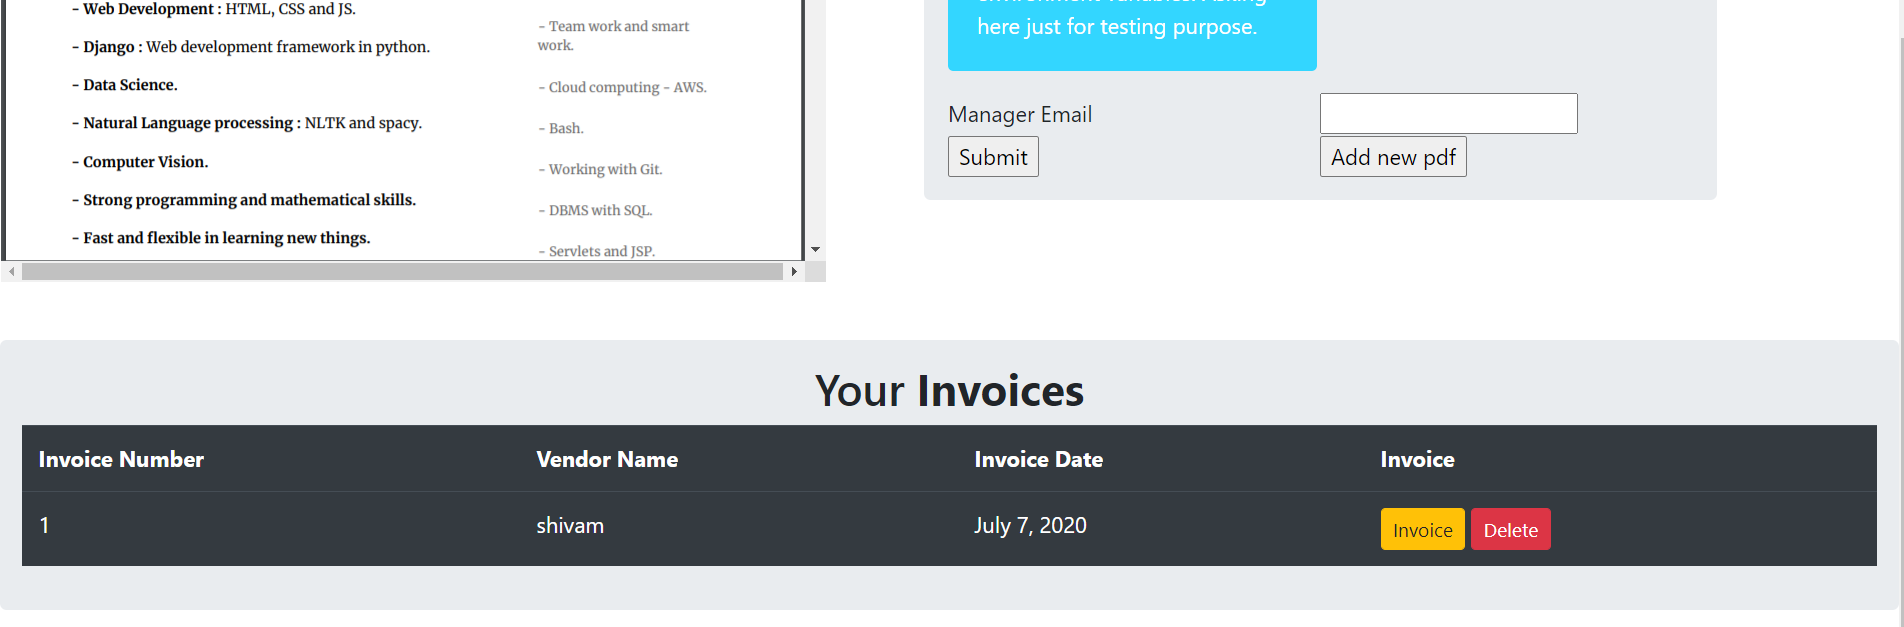 - Web Development : HTML, CSS and JS.
- Django : Web development framework in python.
- Data Science.
- Natural Language processing : NLTK and spacy.
- Computer Vision.
- Strong programming and mathematical skills.
- Fast and flexible in learning new things.
- Team work and smart
work.
- Cloud computing - AWS.
- Bash.
- Working with Git.
- DBMS with SQL.
- Servlets and JSP.
environment variables. Asking
here just for testing purpose.
Manager Email
Submit
Add new pdf
Your Invoices
Invoice Number Vendor Name Invoice Date Invoice
1 shivam July 7, 2020 Invoice Delete